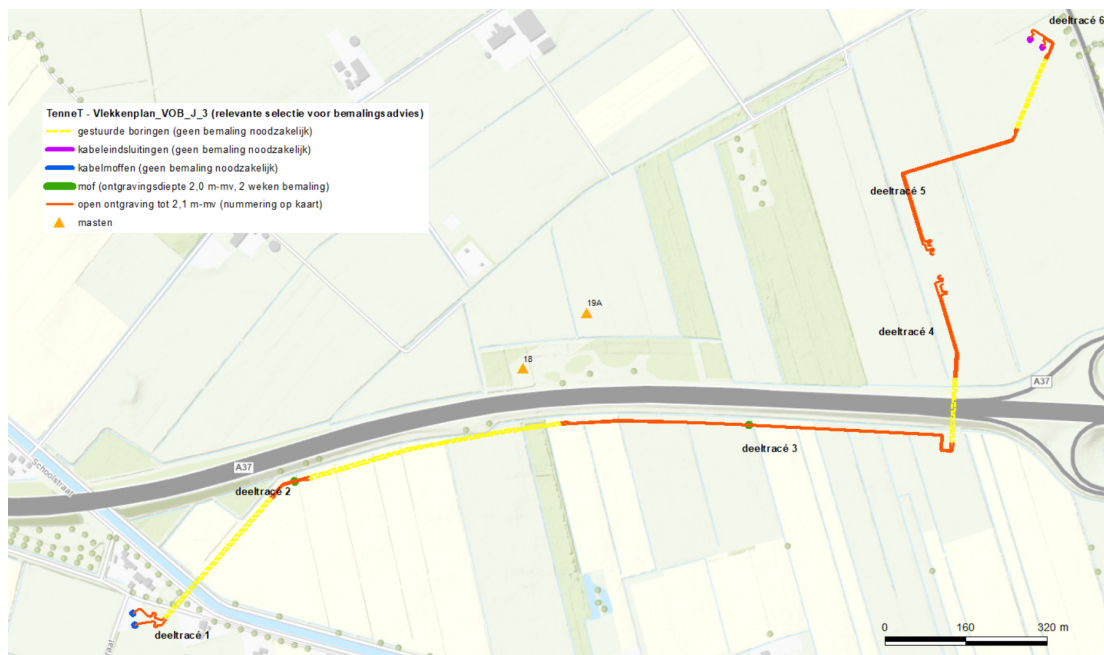 deeltracé 6
TenneT - Vlekkenplan_VOB_J_3 (relevante selectie voor bemalingsadvies)
gestuurde boringen (geen bemaling noodzakelijk)
kabeleindsluitingen (geen bemaling noodzakelijk)
kabelmoffen (geen bemaling noodzakelijk)
mof (ontgravingsdiepte 2,0 m-mv, 2 weken bemaling)
open ontgraving tot 2,1 m-mv (nummering op kaart)
masten
deeltracé 5
19A
deeltracé 4
18
A37
deeltracé 3
A37
Schoolstraat
deeltracé 2
deeltracé 1
0 160 320 m